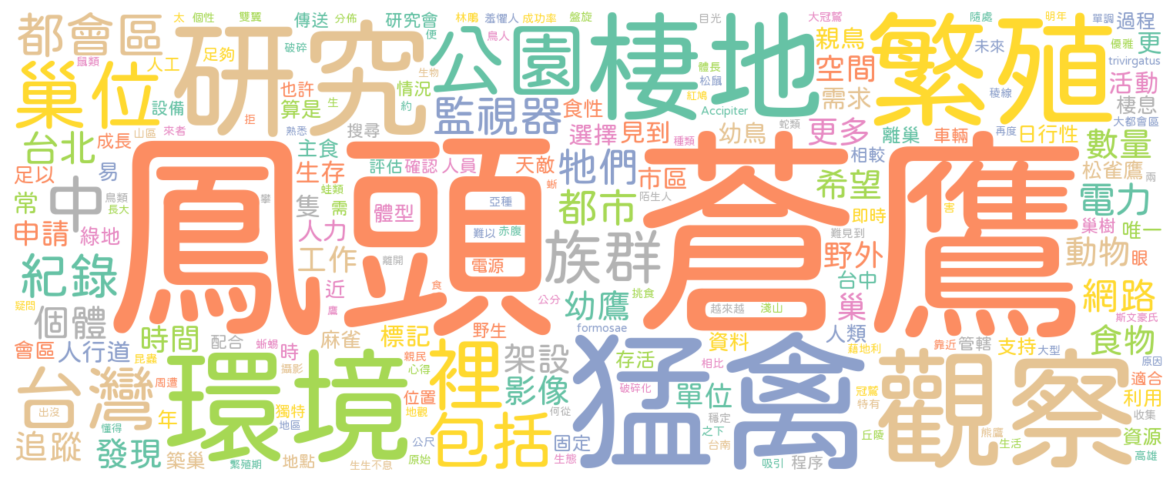 都會區
太
個性
雙翼
傳送
分佈
研究會
林鵰
羞懼人
成功率
盤旋
目光
大冠鷲
隨處
明年
單調
過程
鼠類
足夠
破碎
便
鳥人
公園
棲地
繁殖
親鳥
未來
更
優雅
巢位
人工
研究
生物
體長
松鼠
空間
稜線
trivirgatus
設備
也許
情況
監視器
食性
紅鳩
Accipiter
需求
活動
算是
生
約
棲息
山區
來者
拒
熟悉
搜尋
選擇
見到
幼鳥
蛇類
種類
更多
離巢
車輛
再度
大都會區
日行性
台北
成長
主食
數量
足以
易
鳥類
生存
評估
確認
人員
天敵
牠們
市區
相較
松雀鷹
兩
常
中
長大
隻
蛙類
攀
體型
蜥
亞種
都市
陌生人
希望
電力
申請
綠地
需
人力
難以
赤腹
即時
巢樹
唯一
鳳頭蒼鷹
害
難見到
野外
動物
眼
紀錄
疑問
工作
離開
電源
族群
台中
近
食
鷹
公分
挑食
越來越
淺山
巢
網路
斯文豪氏
個體
時間
配合
麻雀
標記
野生
幼鷹
formosae
人類
食物
會區
人行道
昆蟲
蜥蜴
時
親民
心得
裡
架設
存活
資料
棲地利
靠近
管轄
支持
大型
原因
台灣
周遭
環境
攝影
位置
影像
破碎化
相比
單位
冠鷲
特有
觀察
適合
利用
出沒
年
獨特
地區
地觀
何從
猛禽
穩定
收集
追蹤
懂得
發現
築巢
繁殖期
地點
生生不息
公尺
原始
包括
固定
生態
之下
台南
吸引
程序
丘陵
熊鷹
生活
資源
高雄